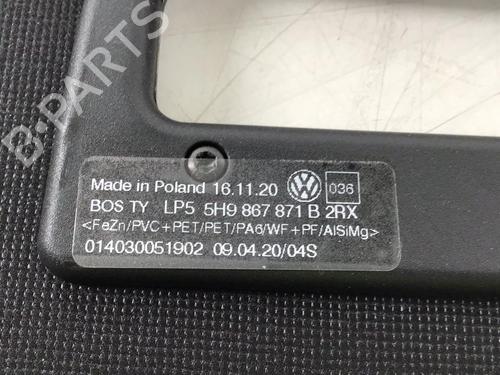 B-PARTS
Made in Poland 16.11.20 036
BOS TY LP5 5H9 867 871 B 2RX
<FeZn/PVC+PET/PET/PA6/WF+PF/AlSiMg>
014030051902 09.04.20/04S